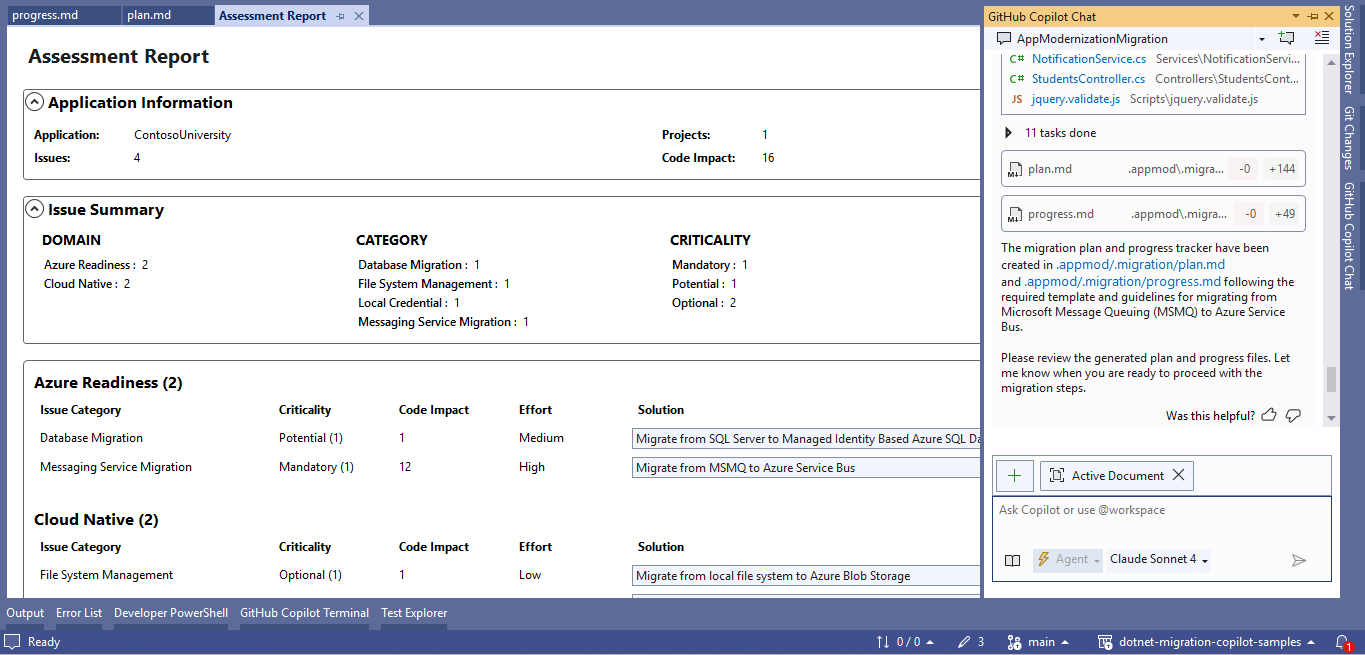 progress.md plan.md Assessment Report
Assessment Report
Application Information
Application: ContosoUniversity Projects: 1
Issues: 4 Code Impact: 16
Issue Summary
DOMAIN CATEGORY CRITICALITY
Azure Readiness : 2 Database Migration : 1 Mandatory : 1
Cloud Native : 2 File System Management : 1 Potential : 1
Local Credential : 1 Optional : 2
Messaging Service Migration : 1
Azure Readiness (2)
Issue Category Criticality Code Impact Effort Solution
Database Migration Potential (1) 1 Medium Migrate from SQL Server to Managed Identity Based Azure SQL Da
Messaging Service Migration Mandatory (1) 12 High Migrate from MSMQ to Azure Service Bus
Cloud Native (2)
Issue Category Criticality Code Impact Effort Solution
File System Management Optional (1) 1 Low Migrate from local file system to Azure Blob Storage
GitHub Copilot Chat
AppModernizationMigration
C# NotificationService.cs Services\NotificationServi...
C# StudentsController.cs Controllers\StudentsCont...
JS jquery.validate.js Scripts\jquery.validate.js
11 tasks done
plan.md .appmod\.migra... -0 +144
progress.md .appmod\.migra... -0 +49
The migration plan and progress tracker have been
created in .appmod/.migration/plan.md
and .appmod/.migration/progress.md following the
required template and guidelines for migrating from
Microsoft Message Queuing (MSMQ) to Azure Service
Bus.
Please review the generated plan and progress files. Let
me know when you are ready to proceed with the
migration steps.
Was this helpful?
Active Document
Ask Copilot or use @workspace
Agent Claude Sonnet 4
Solution Explorer
Git Changes
GitHub Copilot Chat
Output Error List Developer PowerShell GitHub Copilot Terminal Test Explorer
Ready 0 / 0 3 main dotnet-migration-copilot-samples 1